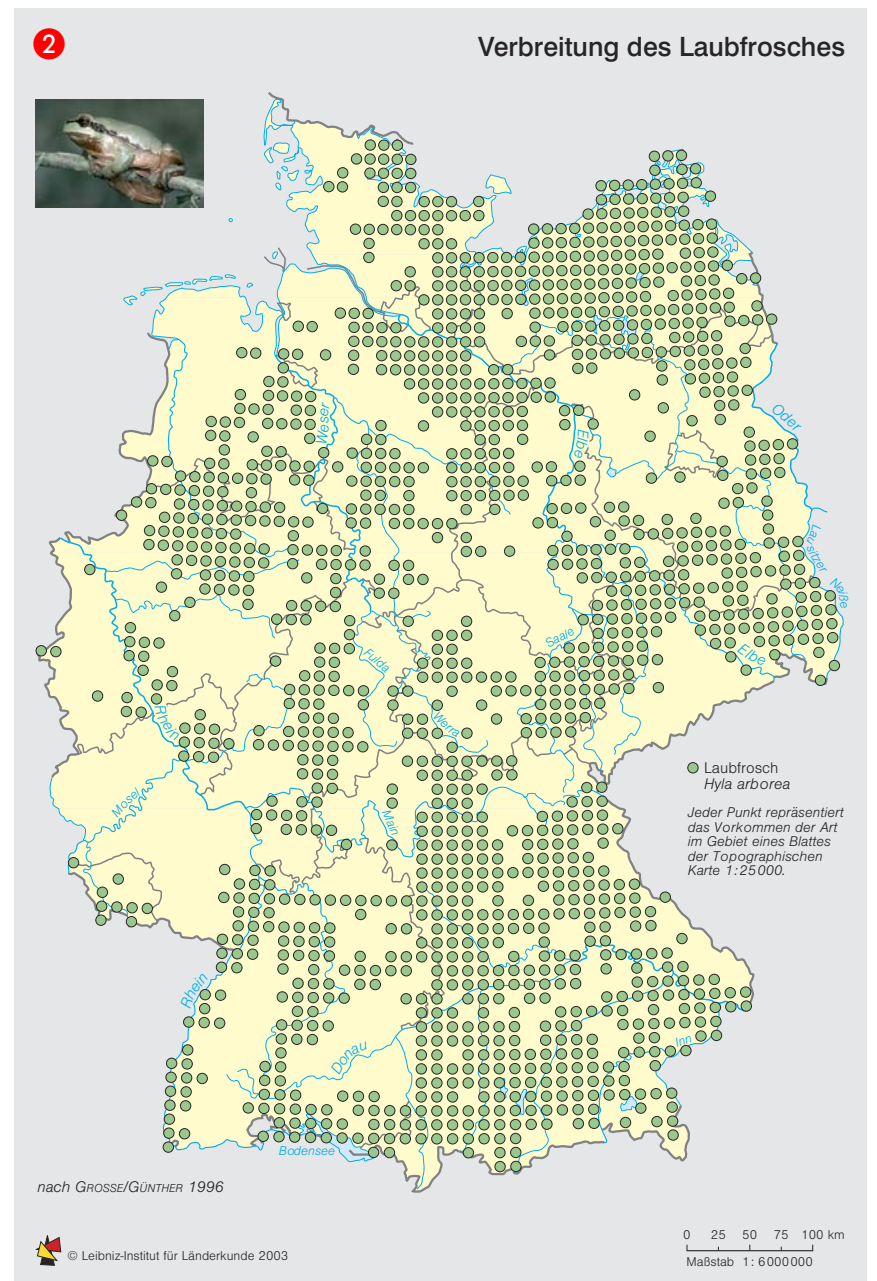 2
Verbreitung des Laubfrosches
Oder
Weser
Elbe
Lausitzer Neiße
Saale
Elbe
Fulda
Werra
Rhein
Mosel
Main
Laubfrosch
Hyla arborea
Jeder Punkt repräsentiert
das Vorkommen der Art
im Gebiet eines Blattes
der Topographischen
Karte 1:25000.
Rhein
Donau
Inn
Bodensee
nach GROSSE/GÜNTHER 1996
© Leibniz-Institut für Länderkunde 2003
0 25 50 75 100 km
Maßstab 1: 6000000